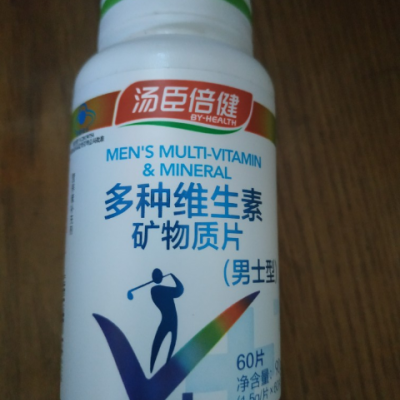 汤臣倍健
BY-HEALTH
MEN'S MULTI-VITAMIN
& MINERAL
多种维生素
矿物质片
(男士型
60片
净含量: